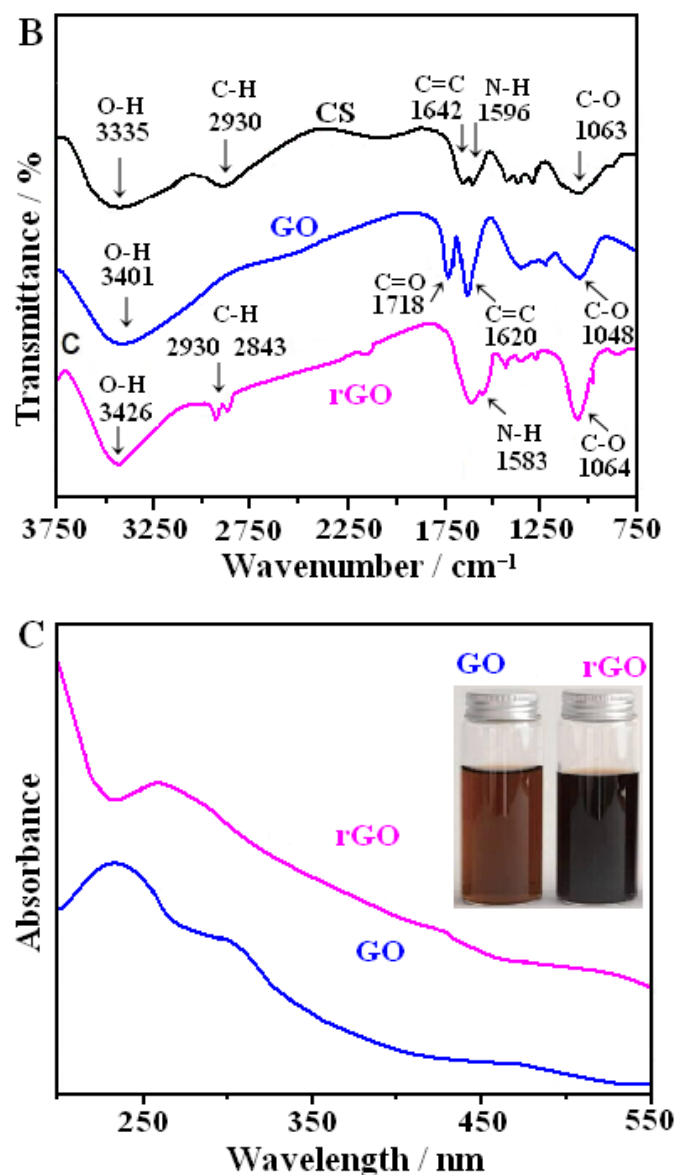 B
C=C N-H
O-H C-H 1642 1596 C-O
3335 2930 CS 1063
GO
O-H
3401
C=O C=C C-O
1718 1620 1048
C-H
2930 2843
C
O-H
3426
rGO
N-H C-O
1583 1064
Transmittance / %
3750 3250 2750 2250 1750 1250 750
Wavenumber / cm⁻¹
C
GO rGO
rGO
GO
Absorbance
250 350 450 550
Wavelength / nm